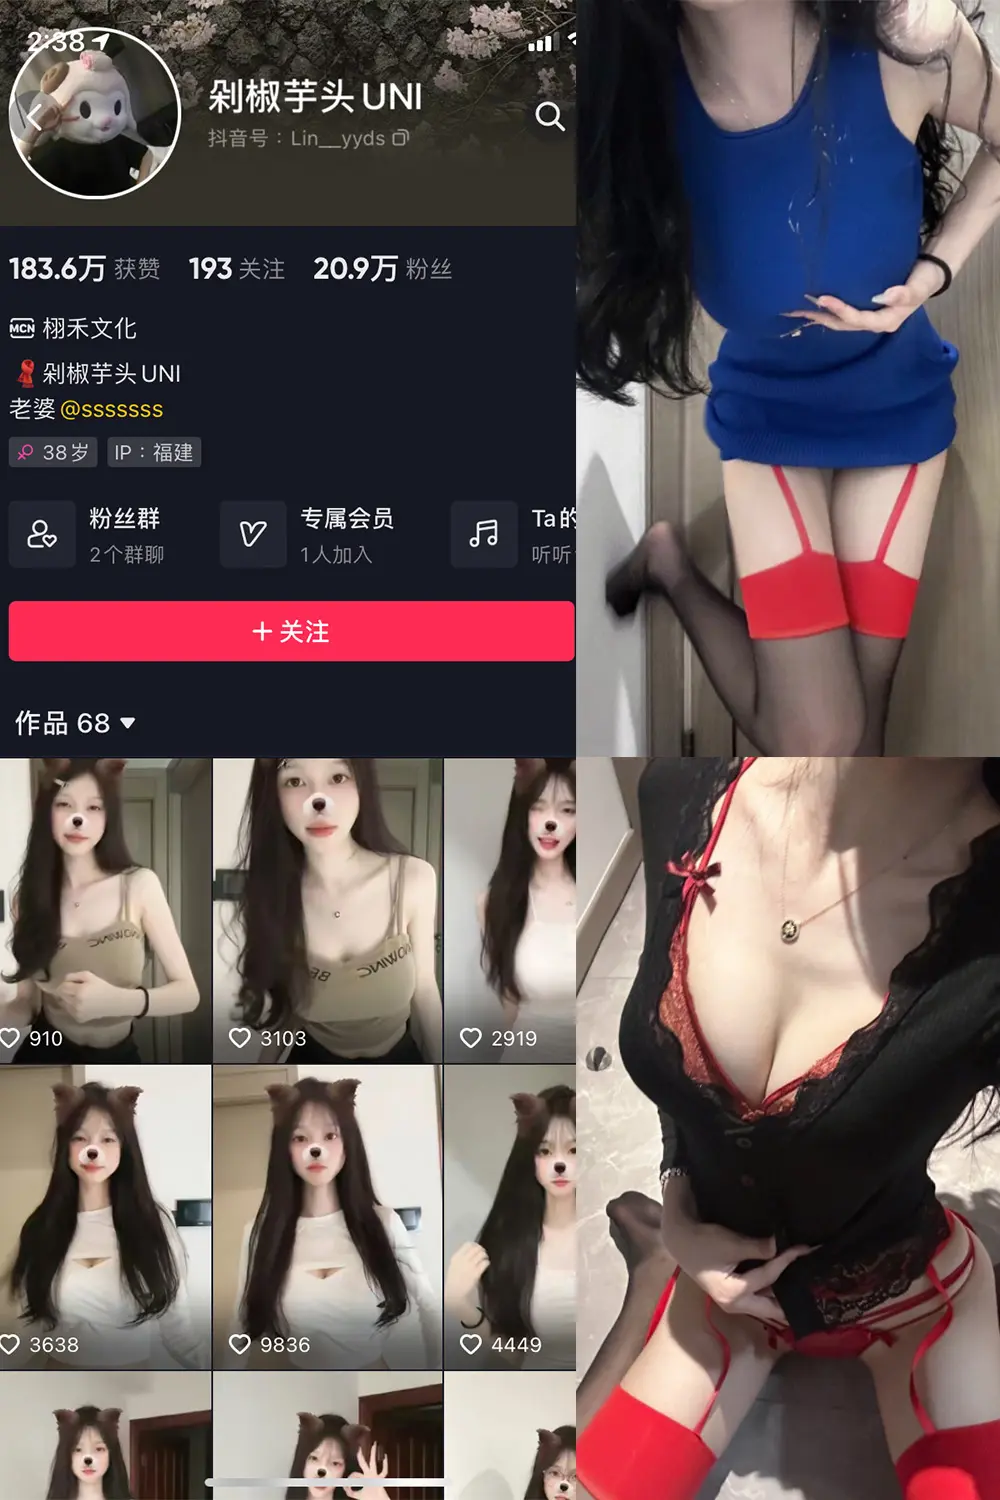 2:38
剁椒芋头UNI
抖音号：Lin__yyds
183.6万 获赞 193 关注 20.9万 粉丝
MCN 栩禾文化
剁椒芋头UNI
老婆@sssssss
38岁 IP：福建
粉丝群 专属会员 Ta的
2个群聊 1人加入 听听
+ 关注
作品 68
910 3103 2919
3638 9836 4449